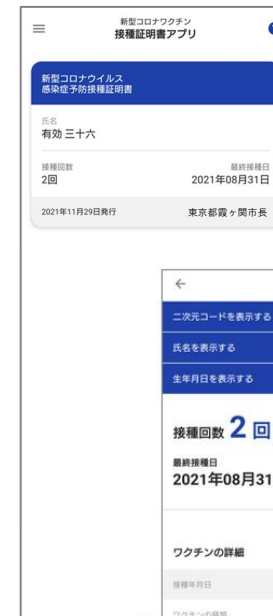 新型コロナワクチン
接種証明書アプリ
新型コロナウイルス
感染症予防接種証明書
氏名
有効 三十六
接種回数 最終接種日
2回 2021年08月31日
2021年11月29日発行 東京都霞ヶ関市長
二次元コードを表示する
氏名を表示する
生年月日を表示する
接種回数 2 回
最終接種日
2021年08月31
ワクチンの詳細
接種年月日
ワクチンの種類